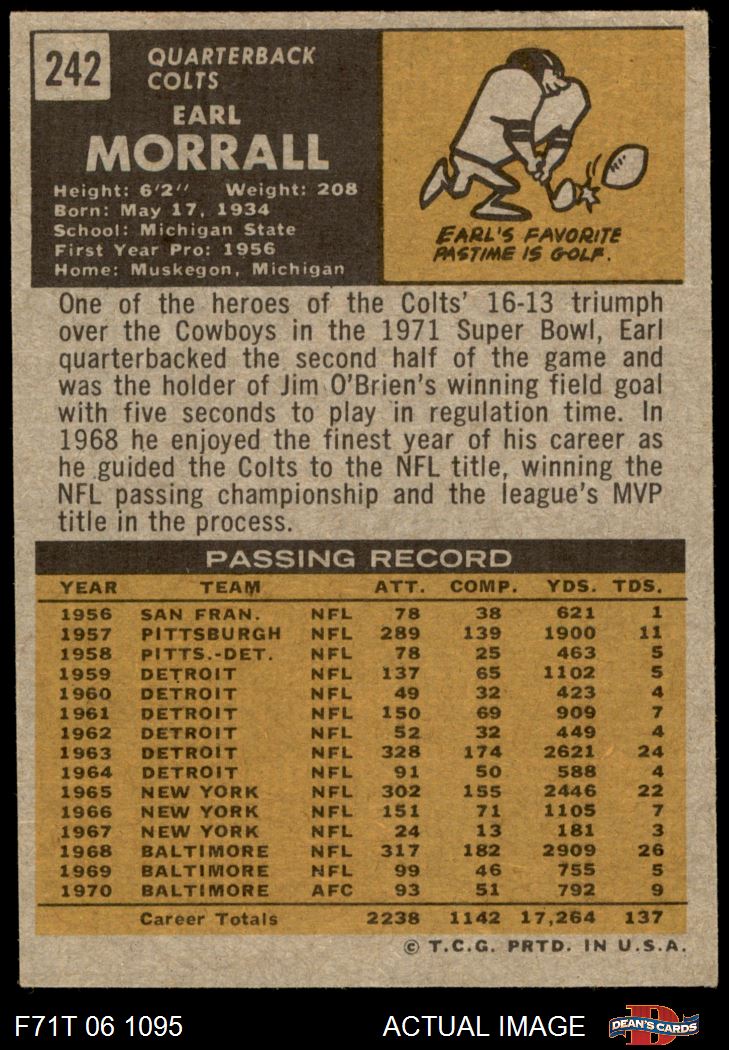 242
QUARTERBACK
COLTS
EARL
MORRALL
Height: 6'2" Weight: 208
Born: May 17, 1934
School: Michigan State
First Year Pro: 1956
Home: Muskegon, Michigan
EARL'S FAVORITE
PASTIME IS GOLF.
One of the heroes of the Colts' 16-13 triumph
over the Cowboys in the 1971 Super Bowl, Earl
quarterbacked the second half of the game and
was the holder of Jim O'Brien's winning field goal
with five seconds to play in regulation time. In
1968 he enjoyed the finest year of his career as
he guided the Colts to the NFL title, winning the
NFL passing championship and the league's MVP
title in the process.
PASSING RECORD
YEAR TEAM ATT. COMP. YDS. TDS.
1956 SAN FRAN. NFL 78 38 621 1
1957 PITTSBURGH NFL 289 139 1900 11
1958 PITTS.-DET. NFL 78 25 463 5
1959 DETROIT NFL 137 65 1102 5
1960 DETROIT NFL 49 32 423 4
1961 DETROIT NFL 150 69 909 7
1962 DETROIT NFL 52 32 449 4
1963 DETROIT NFL 328 174 2621 24
1964 DETROIT NFL 91 50 588 4
1965 NEW YORK NFL 302 155 2446 22
1966 NEW YORK NFL 151 71 1105 7
1967 NEW YORK NFL 24 13 181 3
1968 BALTIMORE NFL 317 182 2909 26
1969 BALTIMORE NFL 99 46 755 5
1970 BALTIMORE AFC 93 51 792 9
Career Totals 2238 1142 17,264 137
© T.C.G. PRTD. IN U.S.A.
F71T 06 1095 ACTUAL IMAGE D DEAN'S CARDS